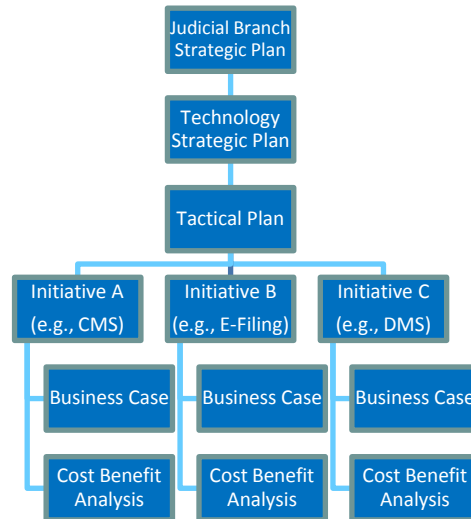 Judicial Branch
Strategic Plan
Technology
Strategic Plan
Tactical Plan
Initiative A
(e.g., CMS)
Initiative B
(e.g., E-Filing)
Initiative C
(e.g., DMS)
Business Case
Business Case
Business Case
Cost Benefit
Analysis
Cost Benefit
Analysis
Cost Benefit
Analysis